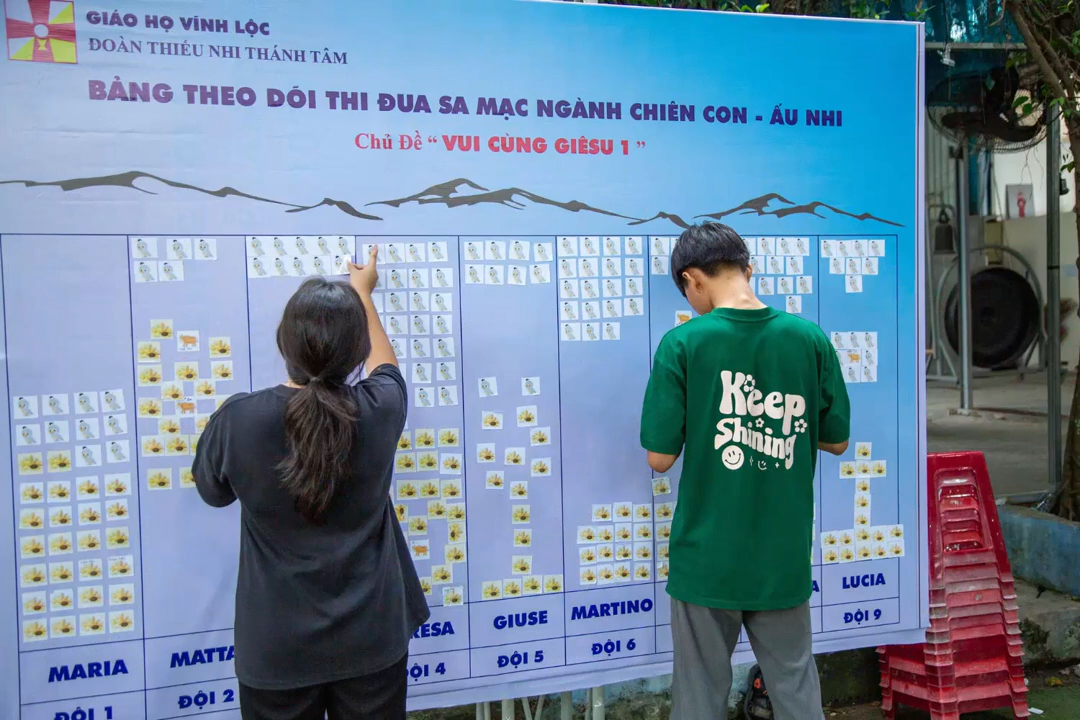 GIÁO HỌ VĨNH LỘC
ĐOÀN THIẾU NHI THÁNH TÂM
BẢNG THEO DÕI THI ĐUA SA MẠC NGÀNH CHIÊN CON - ẤU NHI
Chủ Đề “ VUI CÙNG GIÊSU 1 ”
Keep
Shining
MARIA
MATTA
RESA
GIUSE
MARTINO
A
LUCIA
ĐỘI 1
ĐỘI 2
ỘI 4
ĐỘI 5
ĐỘI 6
ĐỘI 9